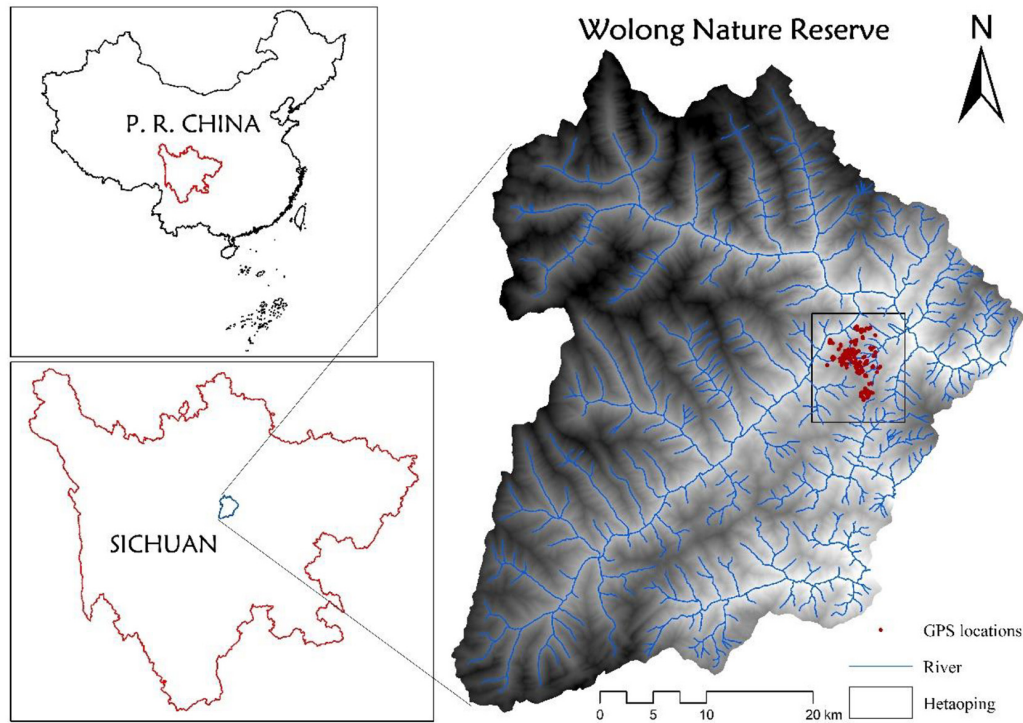 Wolong Nature Reserve
N
P. R. CHINA
SICHUAN
GPS locations
River
Hetaoping
0 5 10 20 km